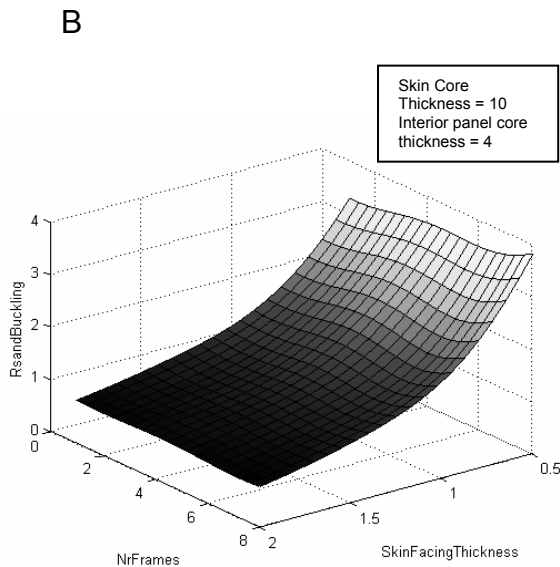 B
Skin Core
Thickness = 10
Interior panel core
thickness = 4
4
3
2
1
0
RsandBuckling
0
2
4
6
8
NrFrames
2
1.5
1
0.5
SkinFacingThickness